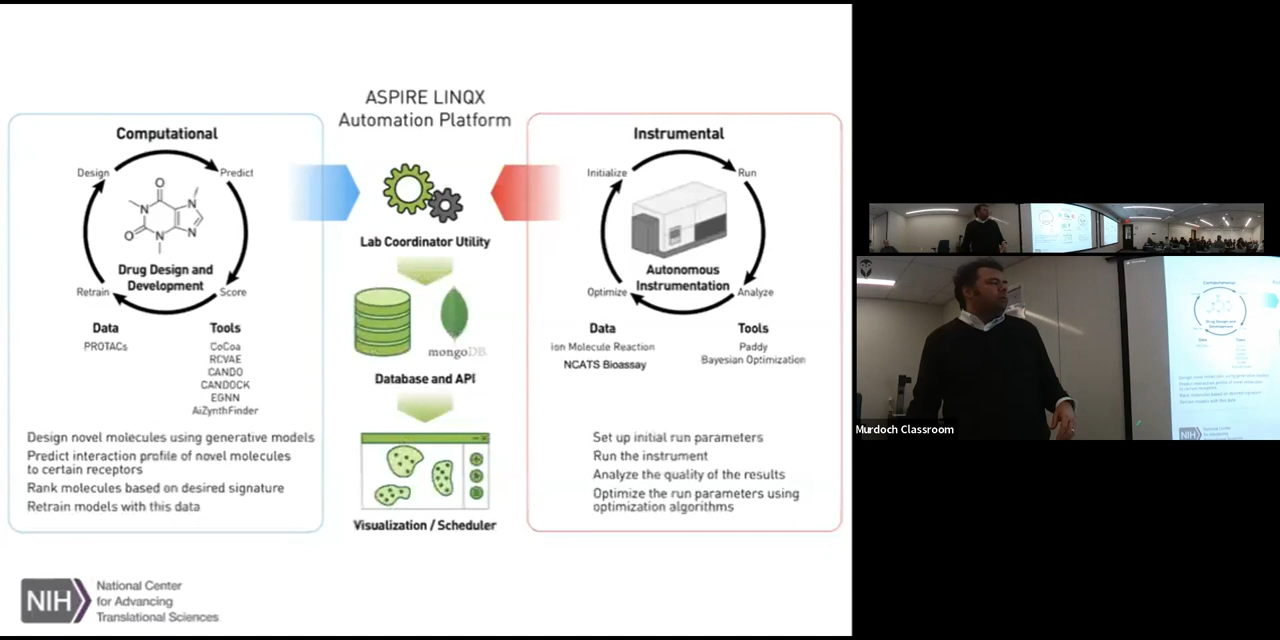 ASPIRE LINQX
Automation Platform
Computational
Design
Predict
O
N
N
O
N
N
Drug Design and
Development
Retrain
Score
Data
PROTACs
Tools
CoCoa
RCVAE
CANDO
CANDOCK
EGNN
AiZynthFinder
Design novel molecules using generative models
Predict interaction profile of novel molecules
to certain receptors
Rank molecules based on desired signature
Retrain models with this data
Lab Coordinator Utility
mongoDB.
Database and API
Visualization / Scheduler
Instrumental
Initialize
Run
Autonomous
Instrumentation
Optimize
Analyze
Data
ion Molecule Reaction
NCATS Bioassay
Tools
Paddy
Bayesian Optimization
Set up initial run parameters
Run the instrument
Analyze the quality of the results
Optimize the run parameters using
optimization algorithms
NIH
National Center
for Advancing
Translational Sciences
Murdoch Classroom